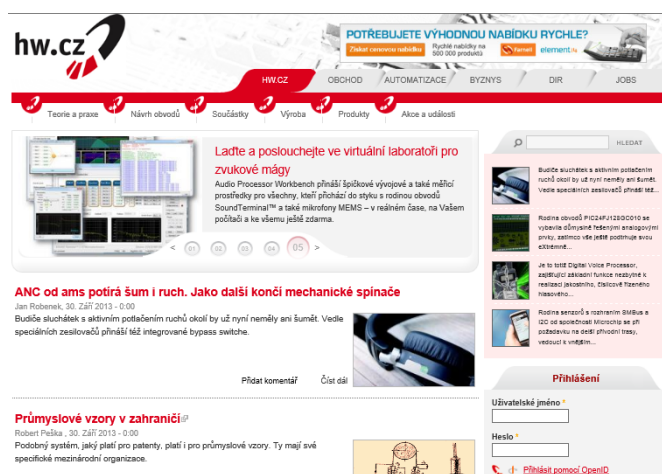 hw.cz
POTŘEBUJETE VÝHODNOU NABÍDKU RYCHLE?
Získat cenovou nabídku
Rychlé nabídky na
500 000 produktů
Farnell
element14
HW.CZ
OBCHOD
AUTOMATIZACE
BYZNYS
DIR
JOBS
Teorie a praxe
Návrh obvodů
Součástky
Výroba
Produkty
Akce a události
Laďte a poslouchejte ve virtuální laboratoři pro
zvukové mágy
Audio Processor Workbench přináší špičkové vývojové a také měřicí
prostředky pro všechny, kteří přichází do styku s rodinou obvodů
SoundTerminal™ a také mikrofony MEMS – v reálném čase, na Vašem
počítači a ke všemu ještě zdarma.
< 01 02 03 04 05 >
HLEDAT
Budiče sluchátek s aktivním potlačením
ruchů okolí by už nyní neměly ani šumět.
Vedle speciálních zesilovačů přináší též...
Rodina obvodů PIC24FJ128GC010 se
vybavila důmyslně řešenými analogovými
prvky, zatímco vše ještě podtrhuje svou
extrémně...
Je to totiž Digital Voice Processor,
zajišťující základní funkce nezbytné k
realizaci jakostního, číslicově řízeného
hlasového...
Rodina senzorů s rozhraním SMBus a
I2C od společnosti Microchip se při
požadavku na delší přívodní trasy,
vedoucí k vnějším...
ANC od ams potírá šum i ruch. Jako další končí mechanické spínače
Jan Robenek, 30. Září 2013 - 0:00
Budiče sluchátek s aktivním potlačením ruchů okolí by už nyní neměly ani šumět. Vedle
speciálních zesilovačů přináší též integrované bypass switche.
Přidat komentář
Číst dál
Průmyslové vzory v zahraničí
Robert Peška , 30. Září 2013 - 0:00
Podobný systém, jaký platí pro patenty, platí i pro průmyslové vzory. Ty mají své
specifické mezinárodní organizace.
Přihlášení
Uživatelské jméno *
Heslo *
Přihlásit pomocí OpenID